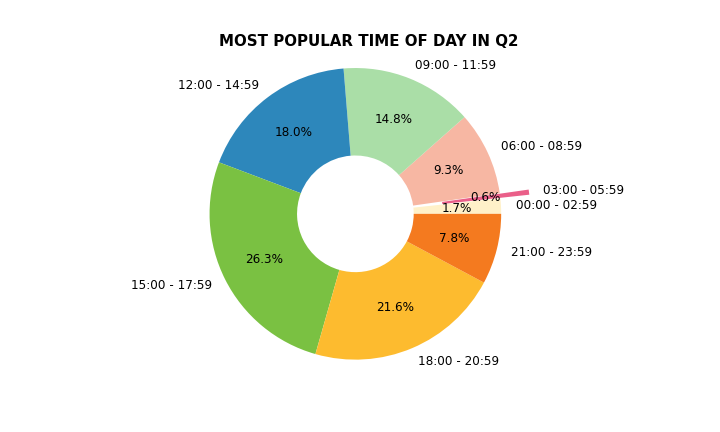 MOST POPULAR TIME OF DAY IN Q2
09:00 - 11:59
12:00 - 14:59
14.8%
18.0%
06:00 - 08:59
9.3%
03:00 - 05:59
0.6%
00:00 - 02:59
1.7%
7.8%
21:00 - 23:59
26.3%
15:00 - 17:59
21.6%
18:00 - 20:59